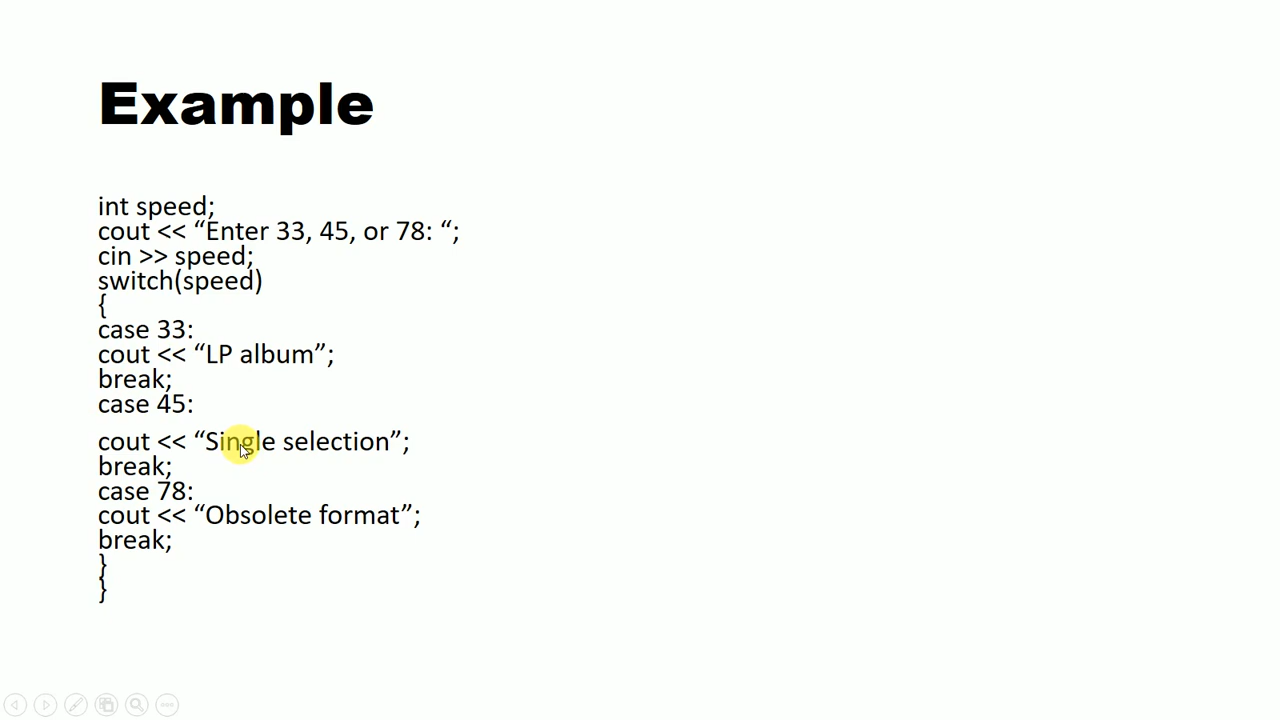 Example
int speed;
cout << “Enter 33, 45, or 78: “;
cin >> speed;
switch(speed)
{
case 33:
cout << “LP album”;
break;
case 45:
cout << “Single selection”;
break;
case 78:
cout << “Obsolete format”;
break;
}
}